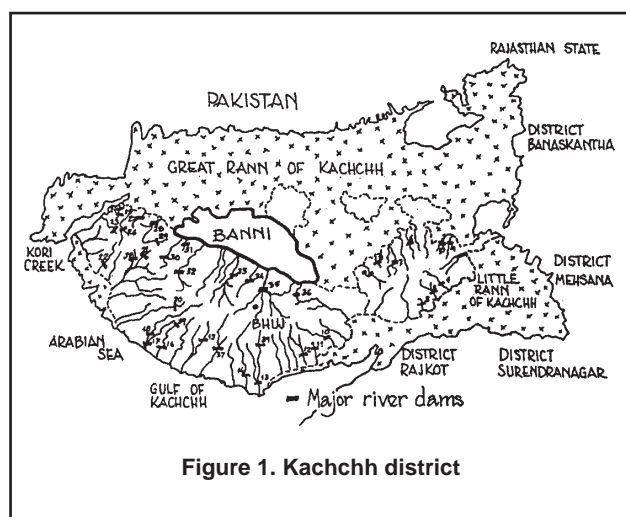 RAJASTHAN STATE
PAKISTAN
DISTRICT
BANASKANTHA
GREAT RANN OF KACHCHH
BANNI
KORI
CREEK
DISTRICT
MEHSANA
LITTLE
RANN
OF KACHCHH
ARABIAN
SEA
BHUJ
DISTRICT
RAJKOT
DISTRICT
SURENDRANAGAR
GULF OF
KACHCHH
Major river dams
Figure 1. Kachchh district